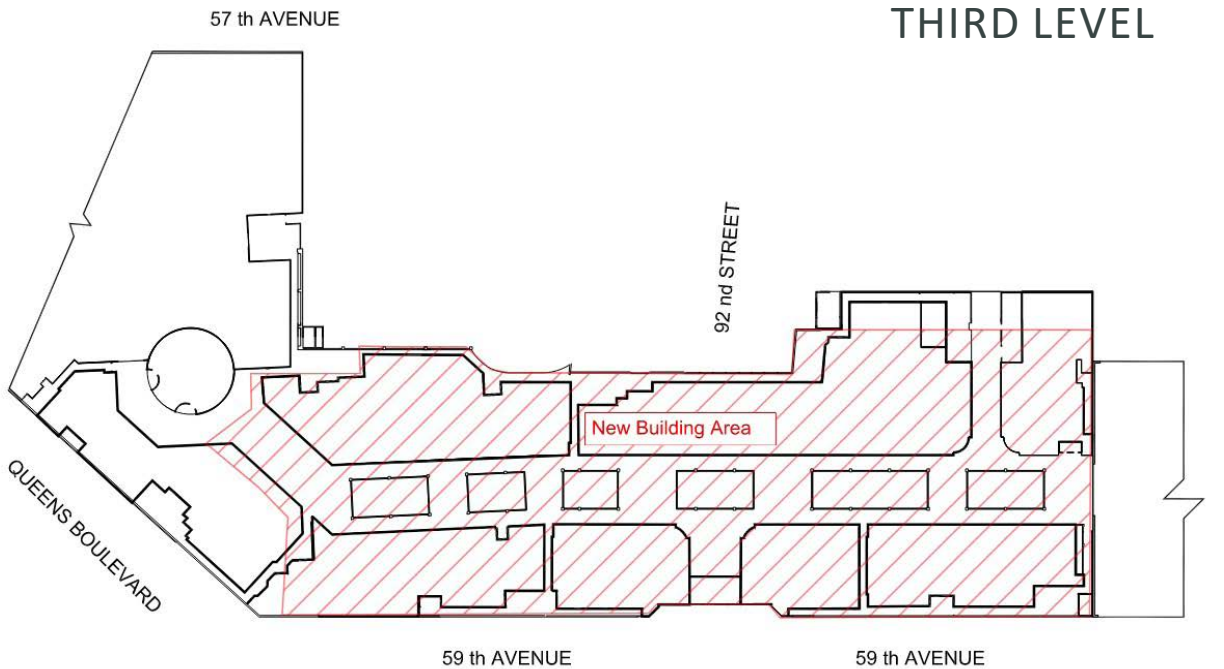 57 th AVENUE
THIRD LEVEL
92 nd STREET
New Building Area
QUEENS BOULEVARD
59 th AVENUE
59 th AVENUE